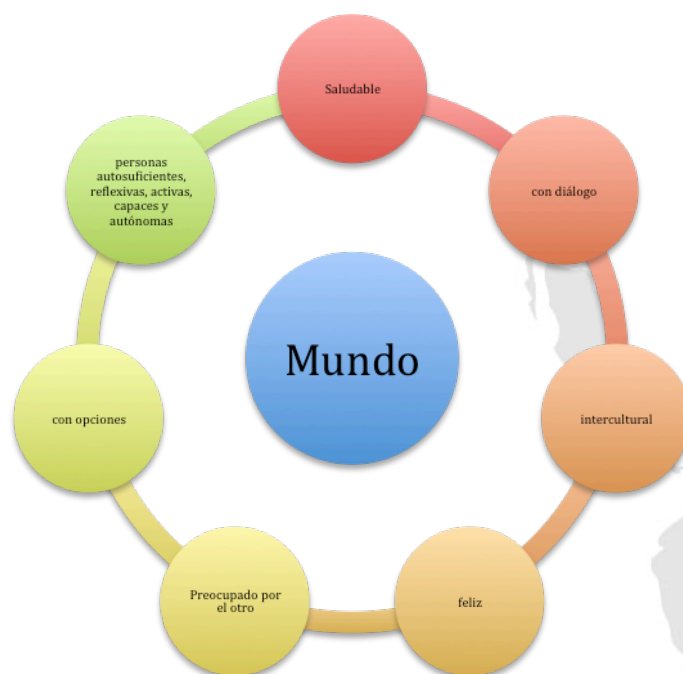 Saludable
con diálogo
intercultural
feliz
Preocupado por
el otro
con opciones
personas
autosuficientes,
reflexivas, activas,
capaces y
autónomas
Mundo